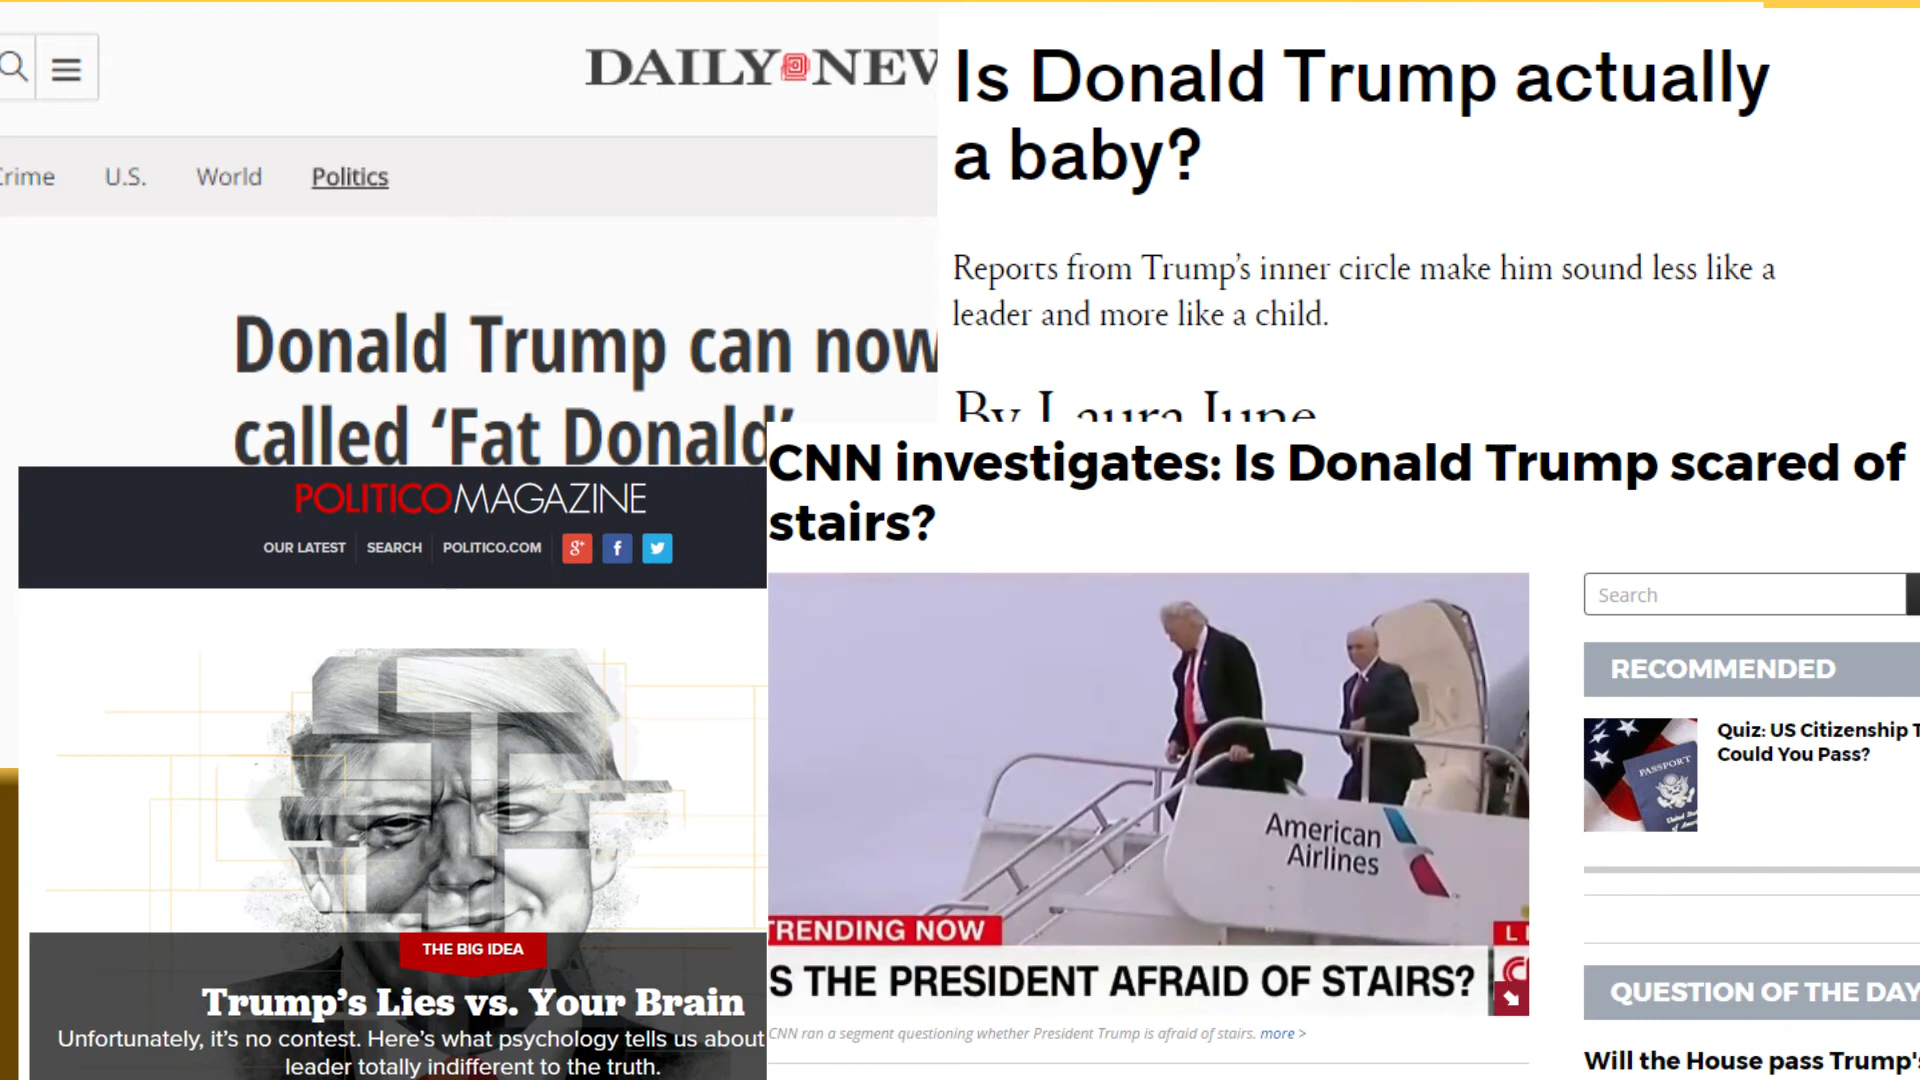 DAILY NEW
Crime U.S. World Politics
Donald Trump can now
called ‘Fat Donald’
Is Donald Trump actually
a baby?
Reports from Trump’s inner circle make him sound less like a
leader and more like a child.
By Laura June
POLITICO MAGAZINE
OUR LATEST SEARCH POLITICO.COM g+ f
THE BIG IDEA
Trump’s Lies vs. Your Brain
Unfortunately, it’s no contest. Here’s what psychology tells us about
leader totally indifferent to the truth.
CNN investigates: Is Donald Trump scared of
stairs?
American
Airlines
TRENDING NOW
S THE PRESIDENT AFRAID OF STAIRS?
CNN ran a segment questioning whether President Trump is afraid of stairs. more >
Search
RECOMMENDED
PASSPORT
Quiz: US Citizenship T
Could You Pass?
QUESTION OF THE DAY
Will the House pass Trump's